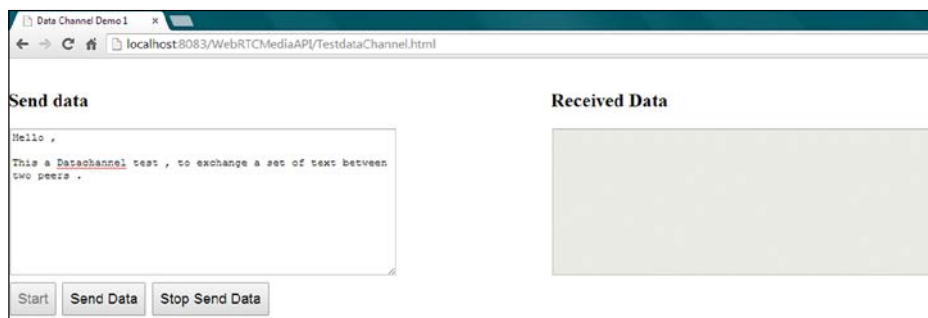 Data Channel Demo 1
localhost:8083/WebRTCMediaAPI/TestdataChannel.html
Send data
Received Data
Hello ,
This a Datachannel test , to exchange a set of text between
two peers .
Start
Send Data
Stop Send Data